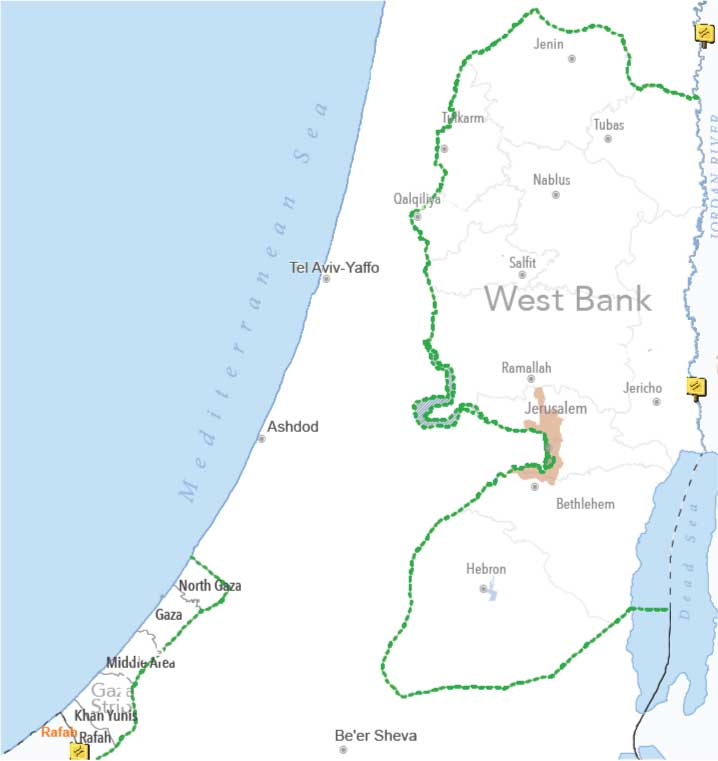 Jenin
Tulkarm
Tubas
JORDAN RIVER
Nablus
Qalqiliya
Mediterranean Sea
Salfit
Tel Aviv-Yaffo
West Bank
Ramallah
Jericho
Jerusalem
Ashdod
Bethlehem
Dead Sea
Hebron
North Gaza
Gaza
Middle Area
Gaza
Strip
Khan Yunis
Rafah
Rafah
Be'er Sheva